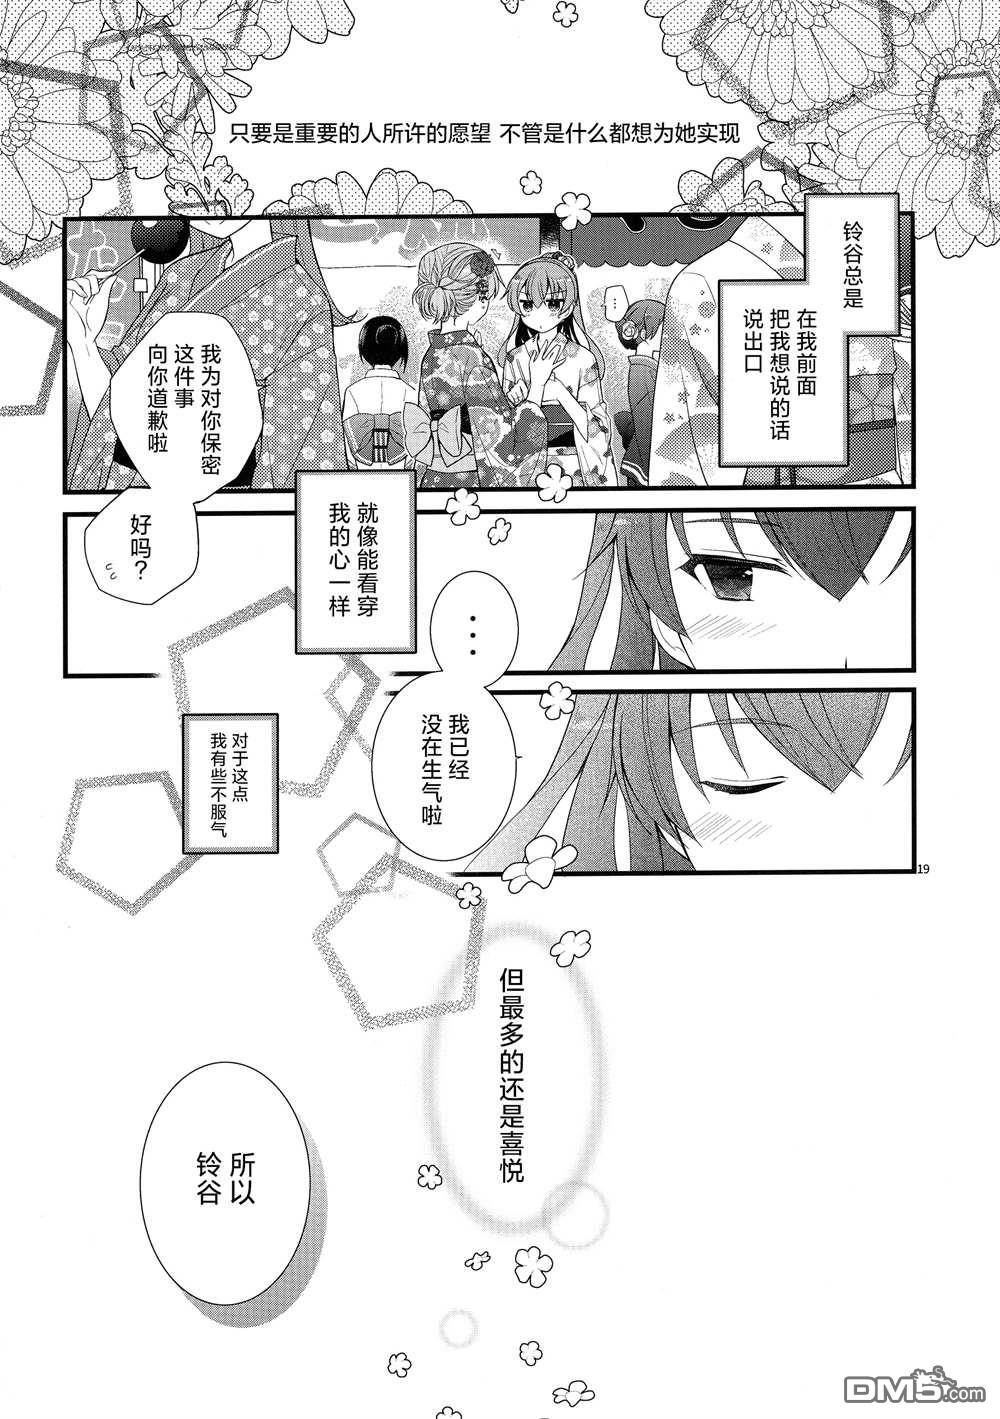 只要是重要的人所许的愿望 不管是什么都想为她实现
铃谷总是
在我前面
把我想说的话
说出口
…
我为对你保密
这件事
向你道歉啦
好吗？
就像能看穿
我的心一样
…
我已经
没在生气啦
对于这点
我有些不服气
19
但最多的还是喜悦
所以
铃谷
DM5.com